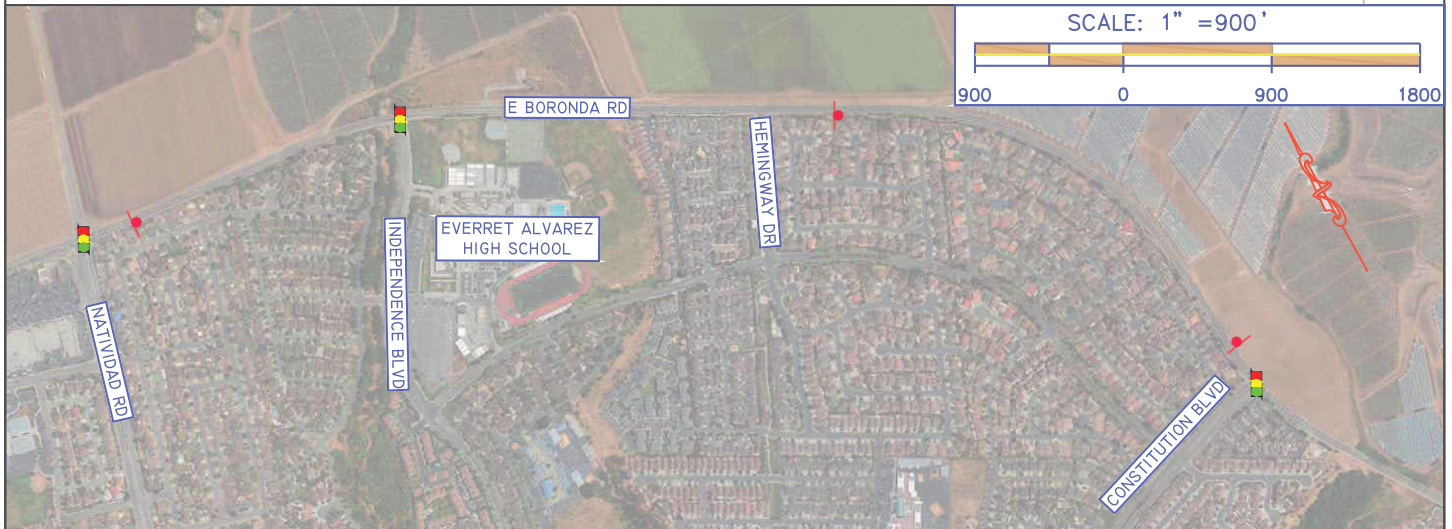 SCALE: 1" =900'
900 0 900 1800
E BORONDA RD
HEMINGWAY DR
EVERRET ALVAREZ
HIGH SCHOOL
INDEPENDENCE BLVD
NATIVIDAD RD
CONSTITUTION BLVD